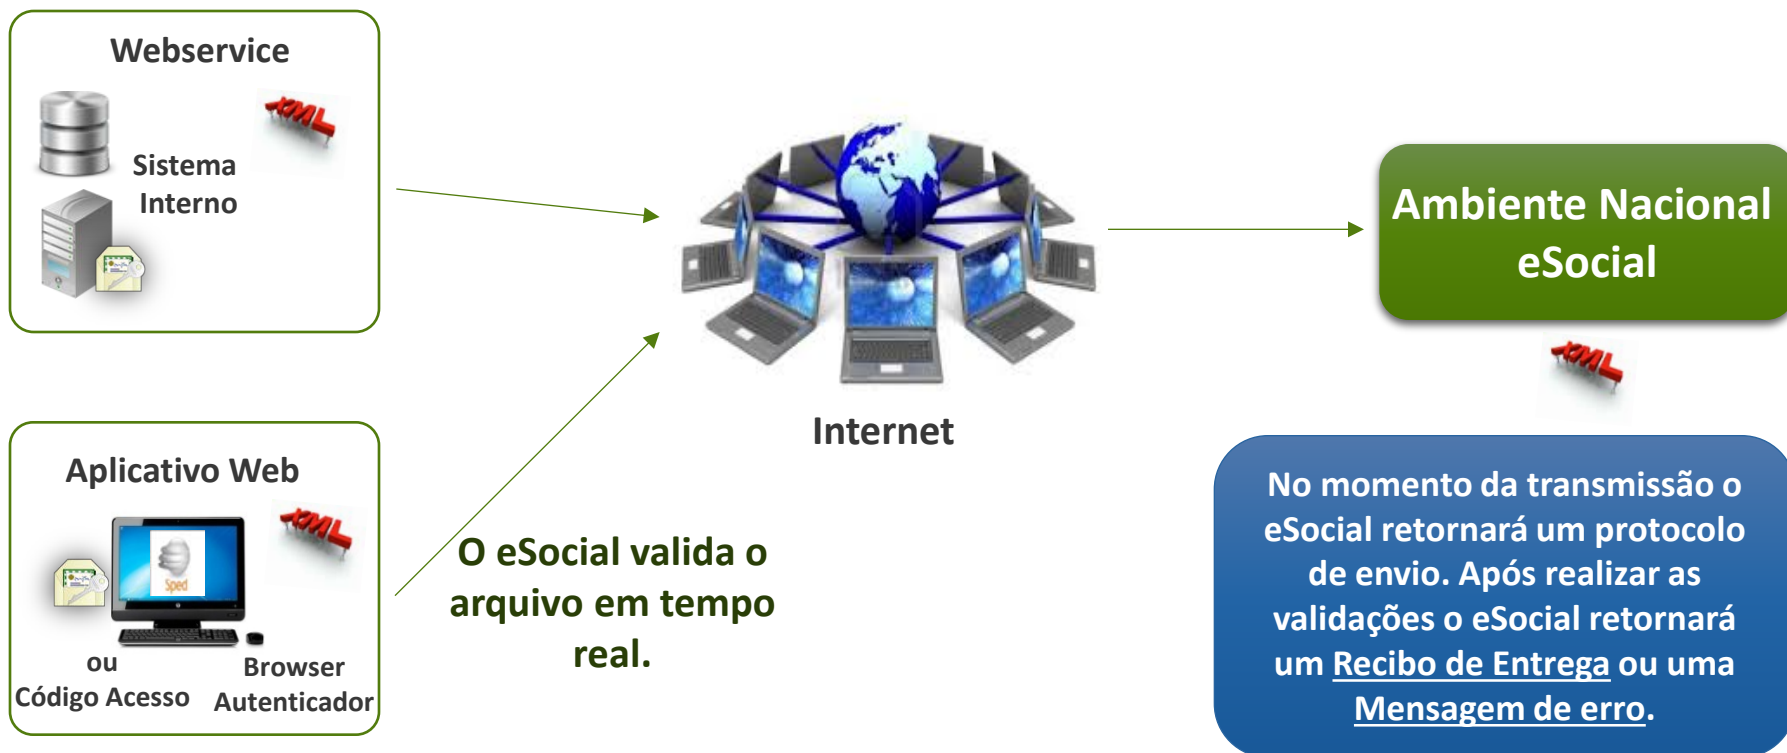 Webservice
XML
Sistema
Interno
Aplicativo Web
XML
Sped
ou
Código Acesso
Browser
Autenticador
O eSocial valida o
arquivo em tempo
real.
Internet
Ambiente Nacional
eSocial
XML
No momento da transmissão o
eSocial retornará um protocolo
de envio. Após realizar as
validações o eSocial retornará
um Recibo de Entrega ou uma
Mensagem de erro.